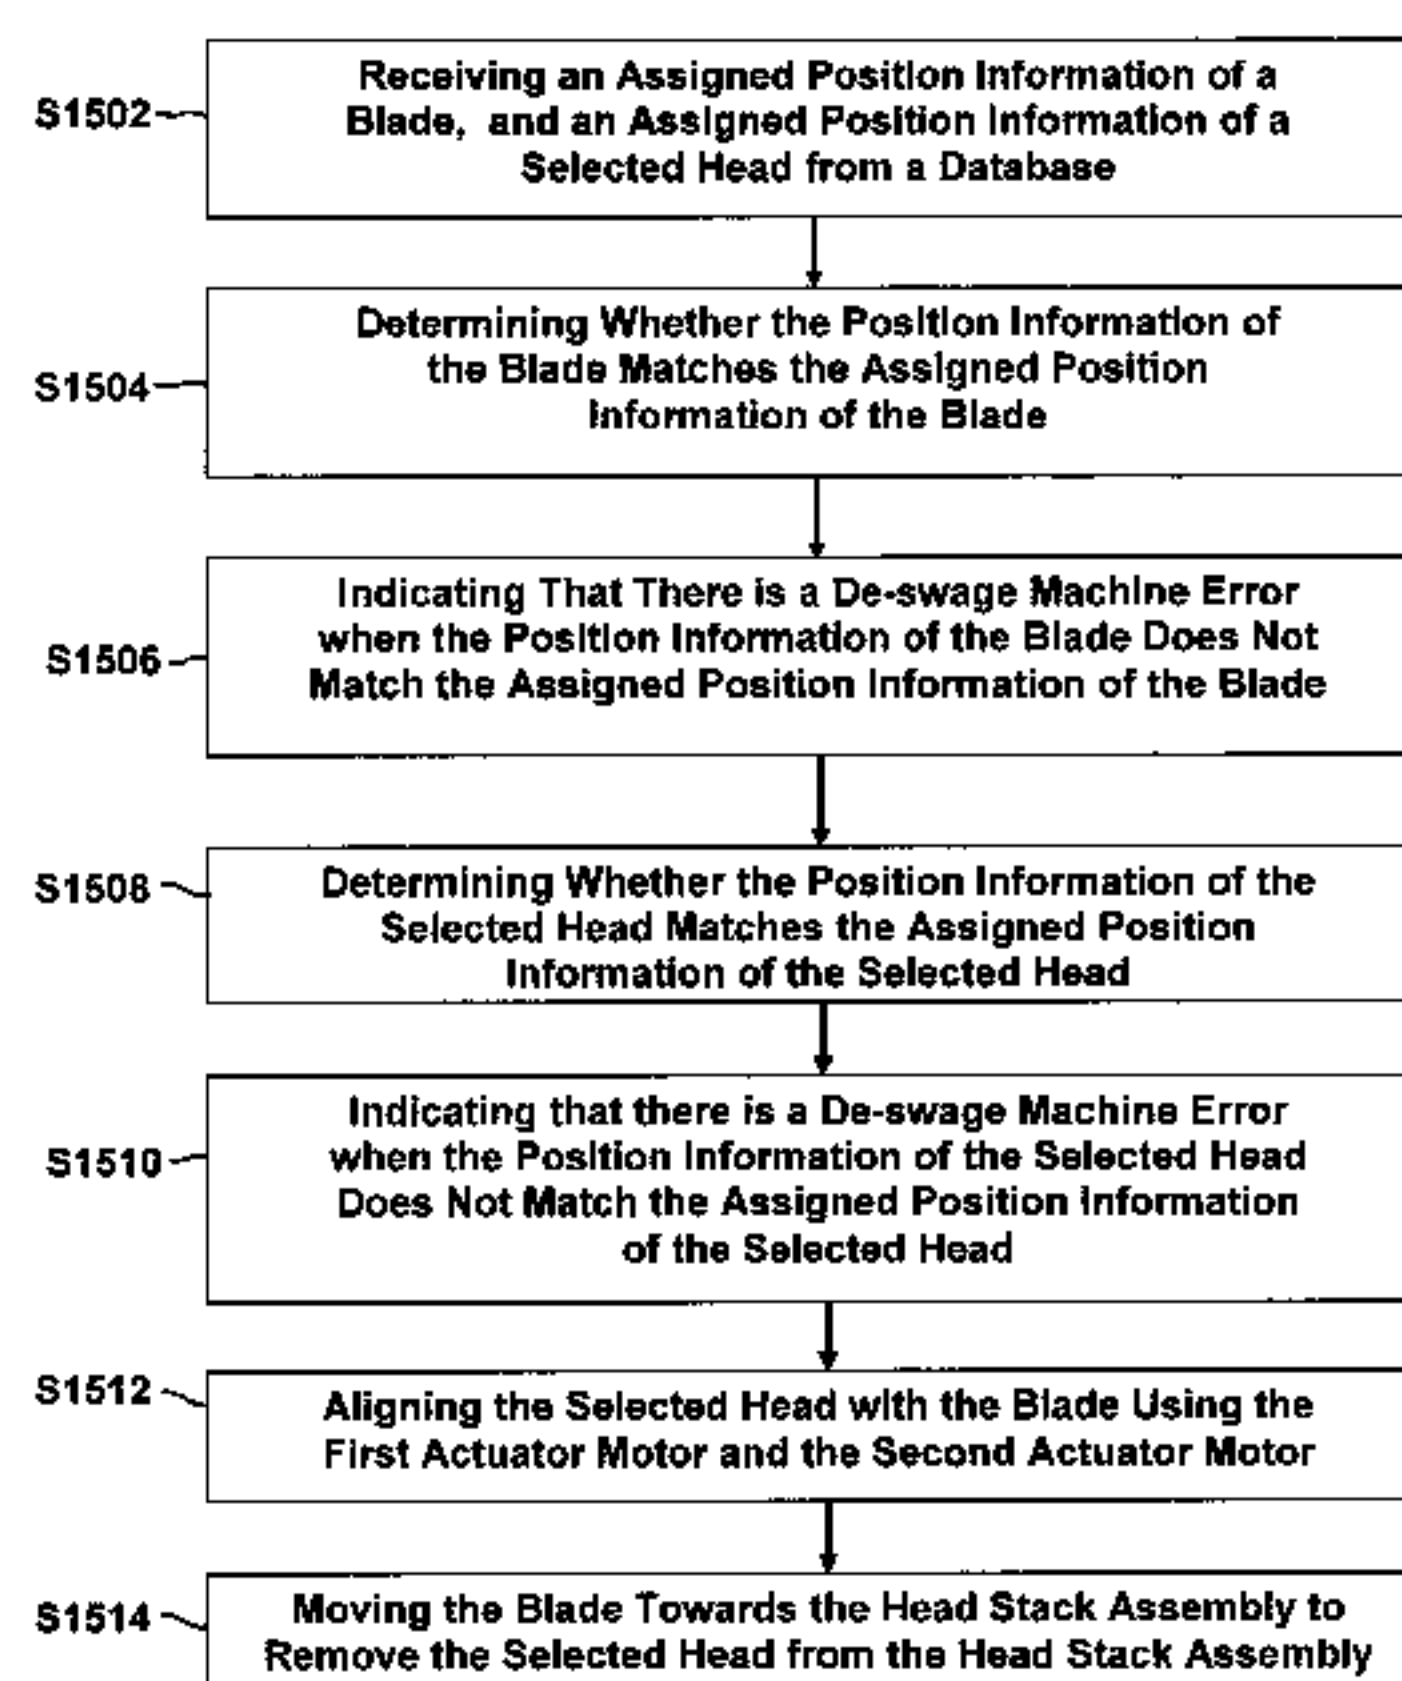 S1502
Receiving an Assigned Position Information of a
Blade, and an Assigned Position Information of a
Selected Head from a Database
S1504
Determining Whether the Position Information of
the Blade Matches the Assigned Position
Information of the Blade
S1506
Indicating That There is a De-swage Machine Error
when the Position Information of the Blade Does Not
Match the Assigned Position Information of the Blade
S1508
Determining Whether the Position Information of the
Selected Head Matches the Assigned Position
Information of the Selected Head
S1510
Indicating that there is a De-swage Machine Error
when the Position Information of the Selected Head
Does Not Match the Assigned Position Information
of the Selected Head
S1512
Aligning the Selected Head with the Blade Using the
First Actuator Motor and the Second Actuator Motor
S1514
Moving the Blade Towards the Head Stack Assembly to
Remove the Selected Head from the Head Stack Assembly